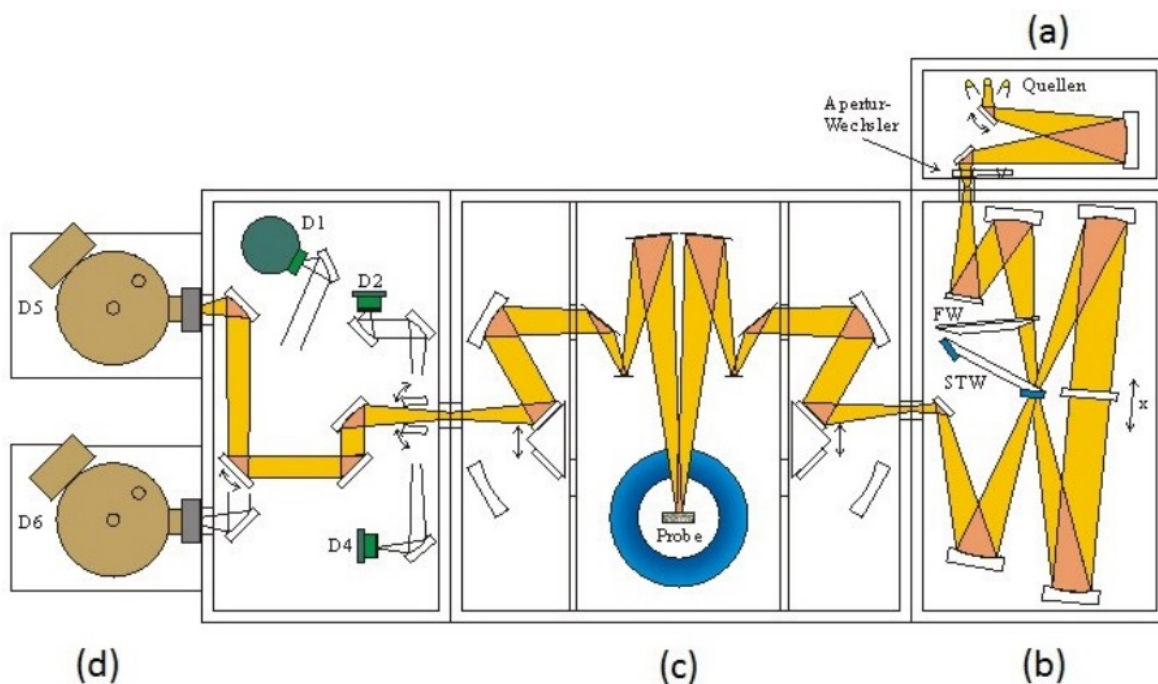 (a)
Quellen
Apertur-
Wechsler
D1
D2
D5
FW
STW
x
D6
D4
Probe
(d)
(c)
(b)